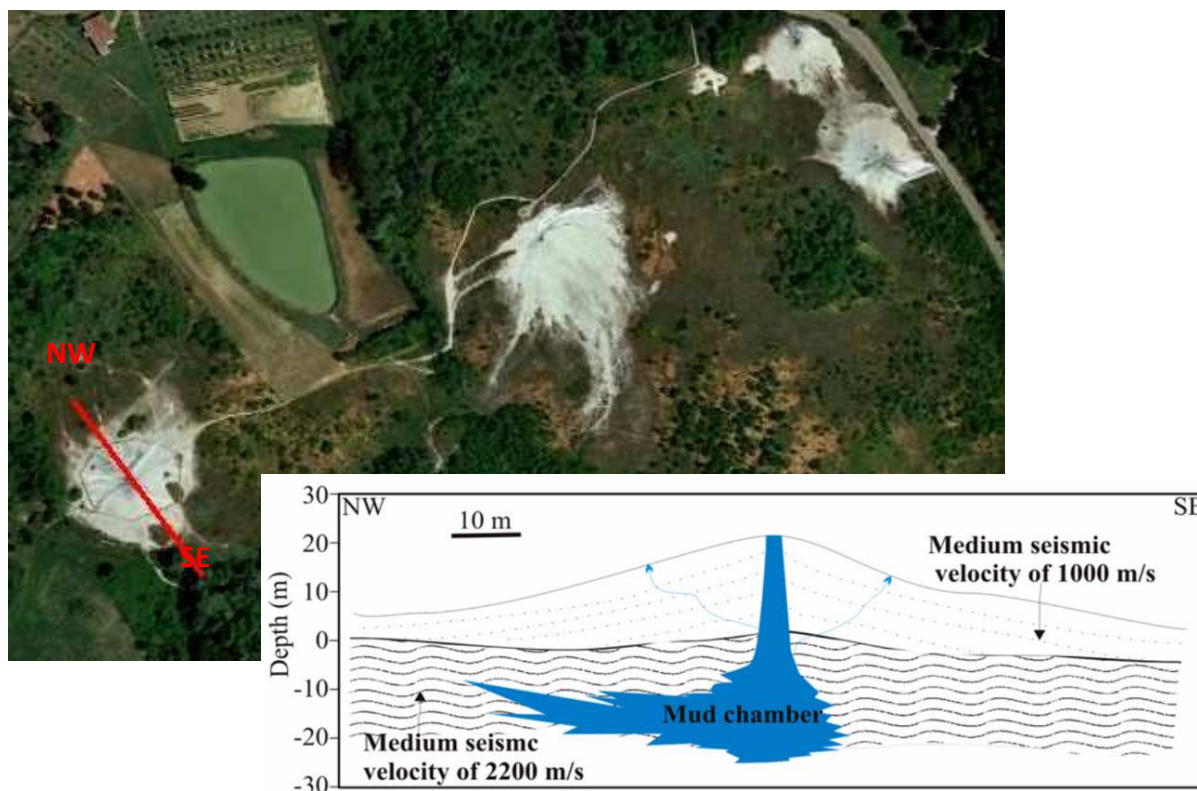 NW
SE
30
20
10
0
-10
-20
-30
Depth (m)
NW
SE
10 m
Medium seismic
velocity of 1000 m/s
Mud chamber
Medium seismc
velocity of 2200 m/s